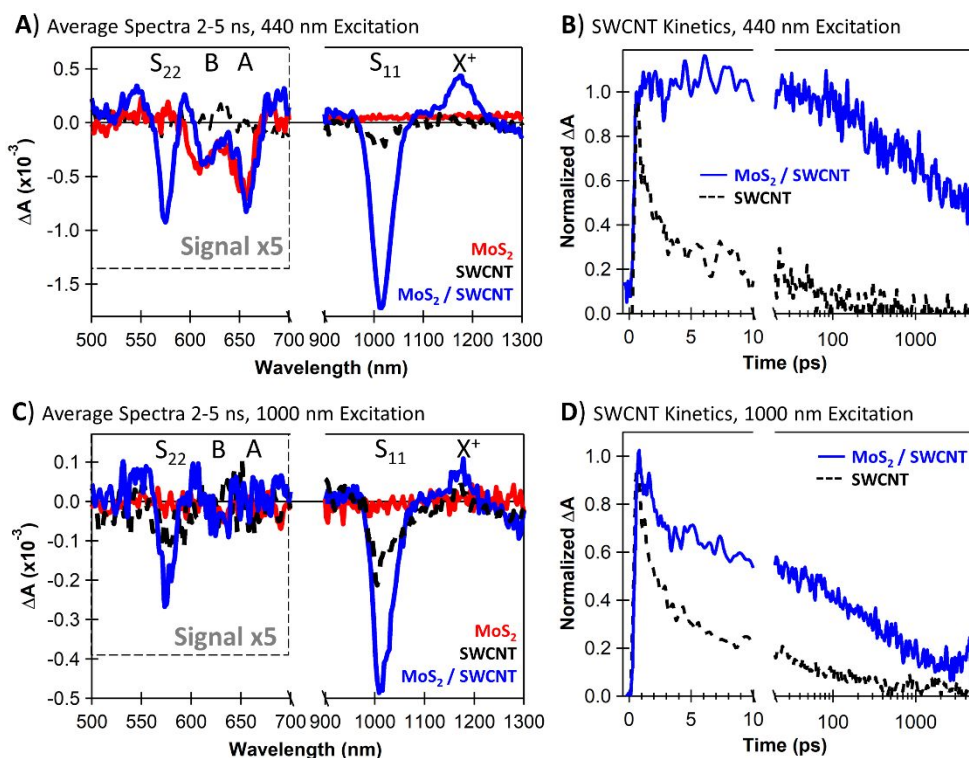 A) Average Spectra 2-5 ns, 440 nm Excitation
S₂₂ B A S₁₁ X⁺
0.5
0.0
-0.5
-1.0
-1.5
ΔA (x10⁻³)
Signal x5
MoS₂
SWCNT
MoS₂ / SWCNT
500 550 600 650 700 900 1000 1100 1200 1300
Wavelength (nm)
B) SWCNT Kinetics, 440 nm Excitation
1.0
0.8
0.6
0.4
0.2
0.0
Normalized ΔA
MoS₂ / SWCNT
SWCNT
0 5 10 100 1000
Time (ps)
C) Average Spectra 2-5 ns, 1000 nm Excitation
S₂₂ B A S₁₁ X⁺
0.1
0.0
-0.1
-0.2
-0.3
-0.4
-0.5
ΔA (x10⁻³)
Signal x5
MoS₂
SWCNT
MoS₂ / SWCNT
500 550 600 650 700 900 1000 1100 1200 1300
Wavelength (nm)
D) SWCNT Kinetics, 1000 nm Excitation
1.0
0.8
0.6
0.4
0.2
0.0
Normalized ΔA
MoS₂ / SWCNT
SWCNT
0 5 10 100 1000
Time (ps)